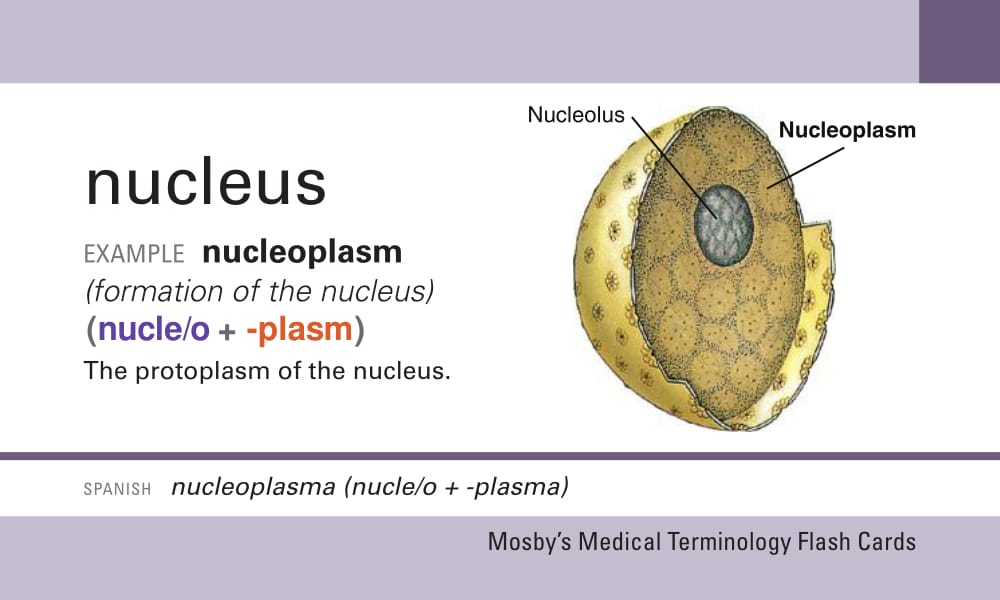 Nucleolus
Nucleoplasm
nucleus
EXAMPLE nucleoplasm
(formation of the nucleus)
(nucle/o + -plasm)
The protoplasm of the nucleus.
SPANISH nucleoplasma (nucle/o + -plasma)
Mosby's Medical Terminology Flash Cards